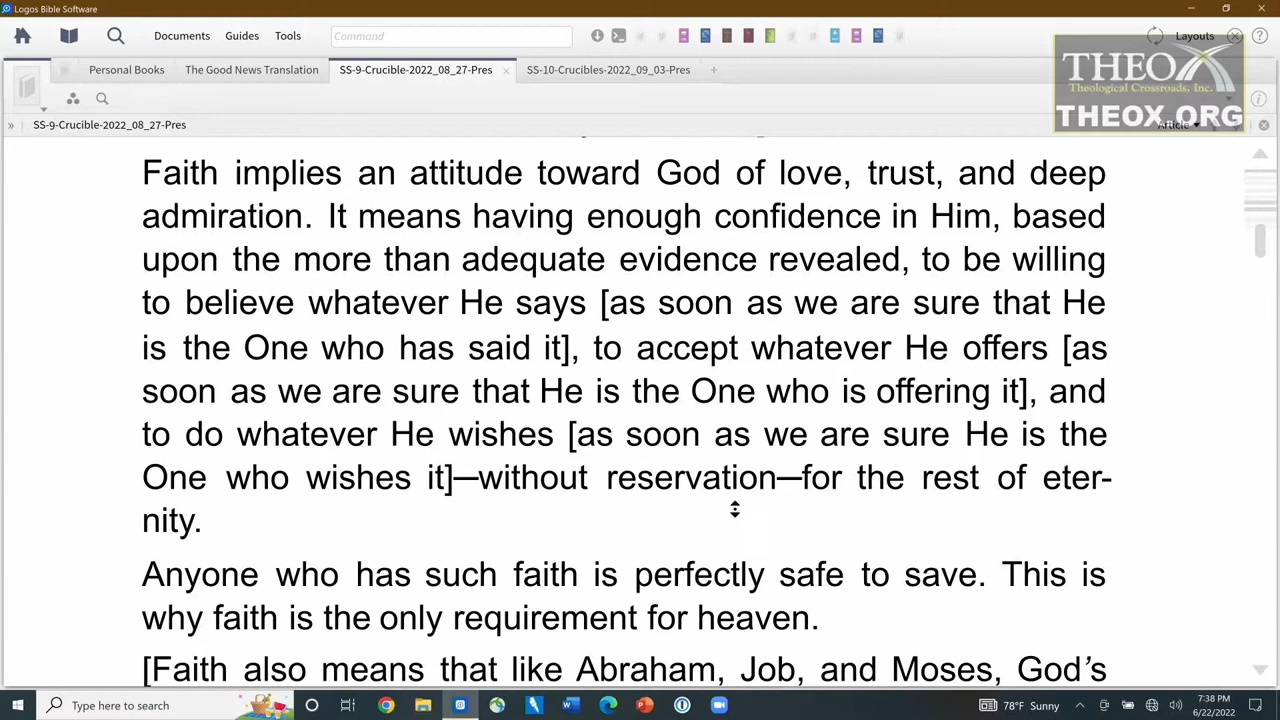 Logos Bible Software
Documents Guides Tools Command Layouts
THEOX
Theological Crossroads, Inc.
THEOX.ORG
Personal Books The Good News Translation SS-9-Crucible-2022_08_27-Pres SS-10-Crucibles-2022_09_03-Pres
SS-9-Crucible-2022_08_27-Pres Article
Faith implies an attitude toward God of love, trust, and deep
admiration. It means having enough confidence in Him, based
upon the more than adequate evidence revealed, to be willing
to believe whatever He says [as soon as we are sure that He
is the One who has said it], to accept whatever He offers [as
soon as we are sure that He is the One who is offering it], and
to do whatever He wishes [as soon as we are sure He is the
One who wishes it]—without reservation—for the rest of eter-
nity.
Anyone who has such faith is perfectly safe to save. This is
why faith is the only requirement for heaven.
[Faith also means that like Abraham, Job, and Moses, God’s
Type here to search 78°F Sunny 7:38 PM
6/22/2022